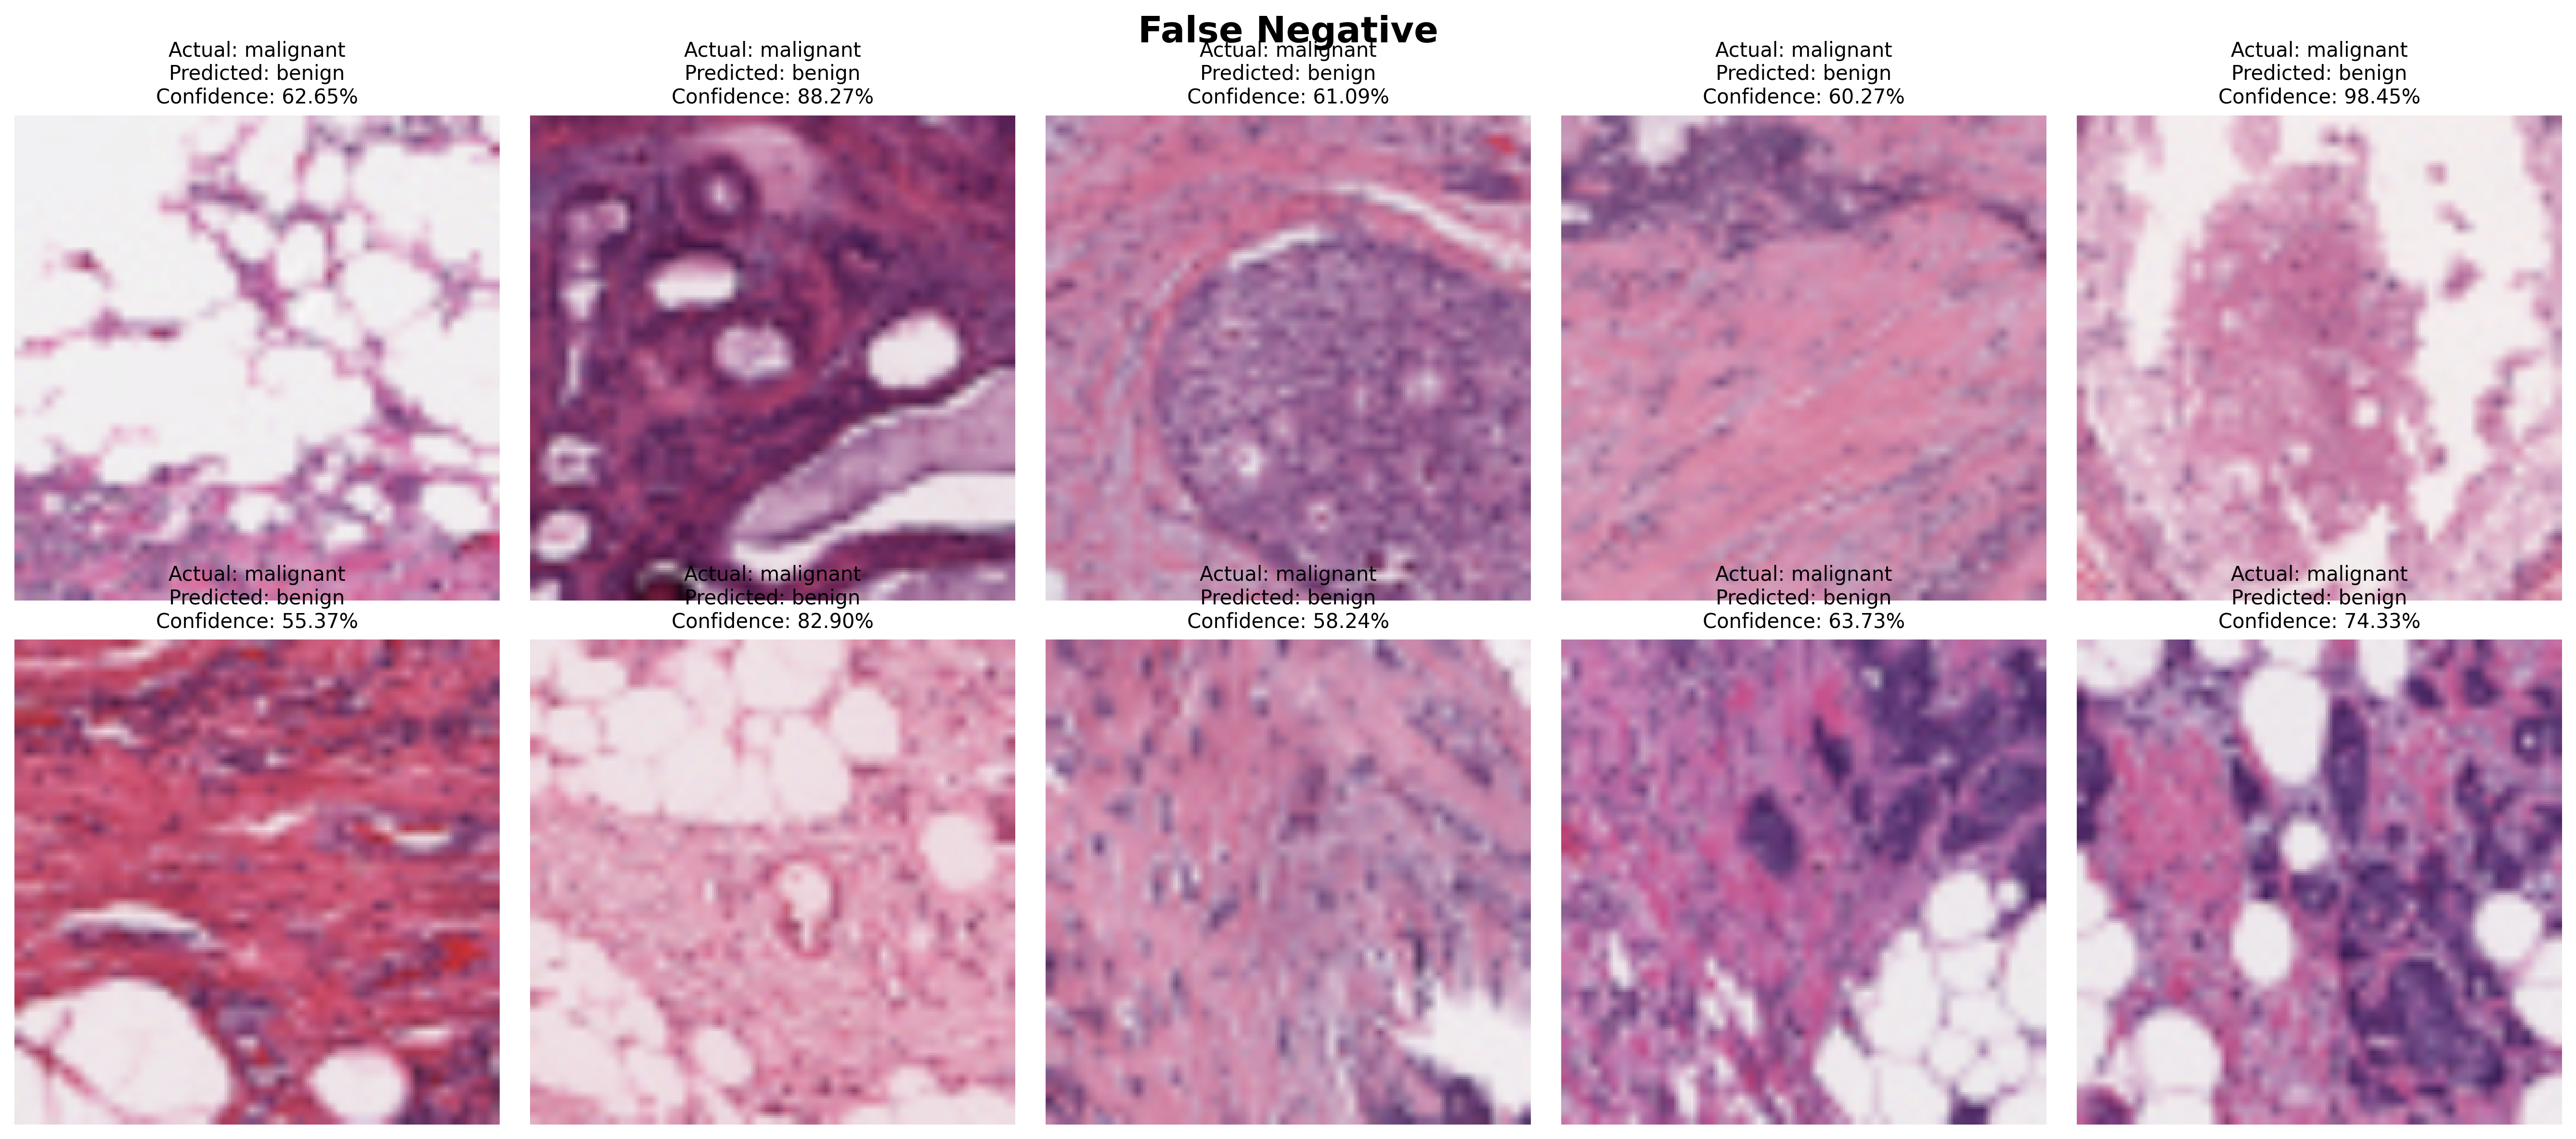 False Negative
Actual: malignant
Predicted: benign
Confidence: 62.65%
Actual: malignant
Predicted: benign
Confidence: 88.27%
Actual: malignant
Predicted: benign
Confidence: 61.09%
Actual: malignant
Predicted: benign
Confidence: 60.27%
Actual: malignant
Predicted: benign
Confidence: 98.45%
Actual: malignant
Predicted: benign
Confidence: 55.37%
Actual: malignant
Predicted: benign
Confidence: 82.90%
Actual: malignant
Predicted: benign
Confidence: 58.24%
Actual: malignant
Predicted: benign
Confidence: 63.73%
Actual: malignant
Predicted: benign
Confidence: 74.33%